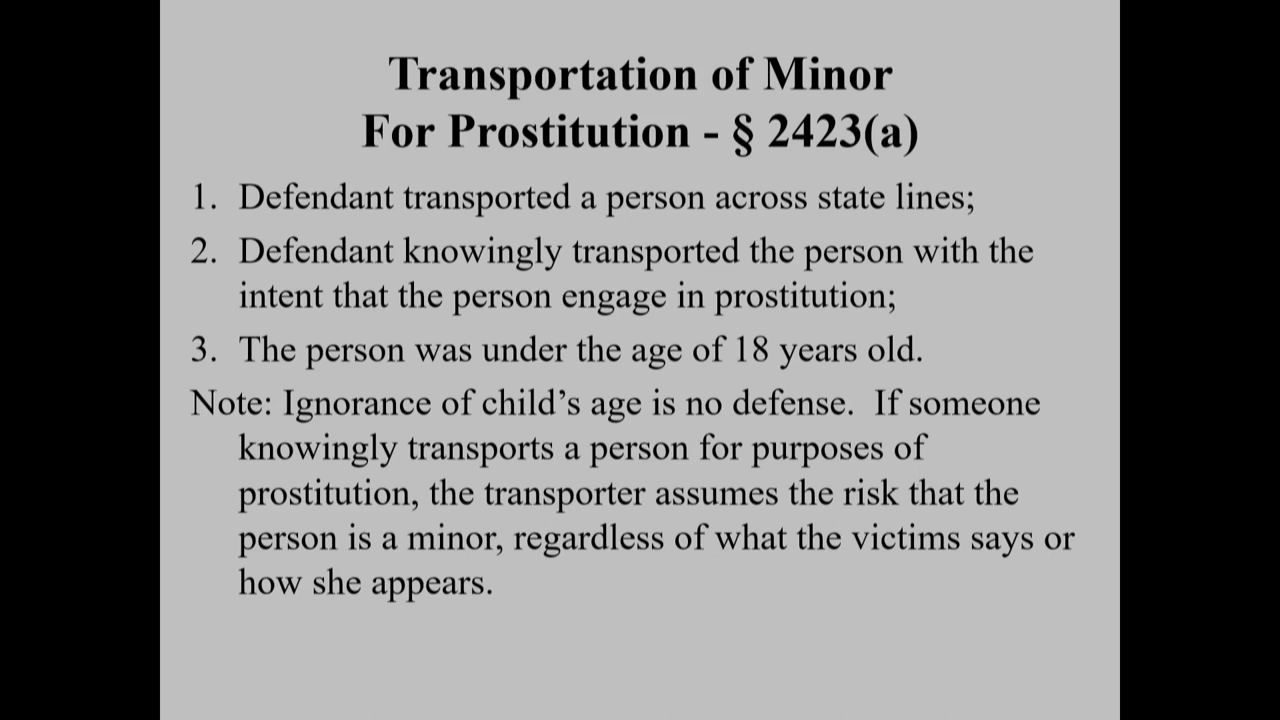 Transportation of Minor
For Prostitution - § 2423(a)
1. Defendant transported a person across state lines;
2. Defendant knowingly transported the person with the
intent that the person engage in prostitution;
3. The person was under the age of 18 years old.
Note: Ignorance of child’s age is no defense. If someone
knowingly transports a person for purposes of
prostitution, the transporter assumes the risk that the
person is a minor, regardless of what the victims says or
how she appears.